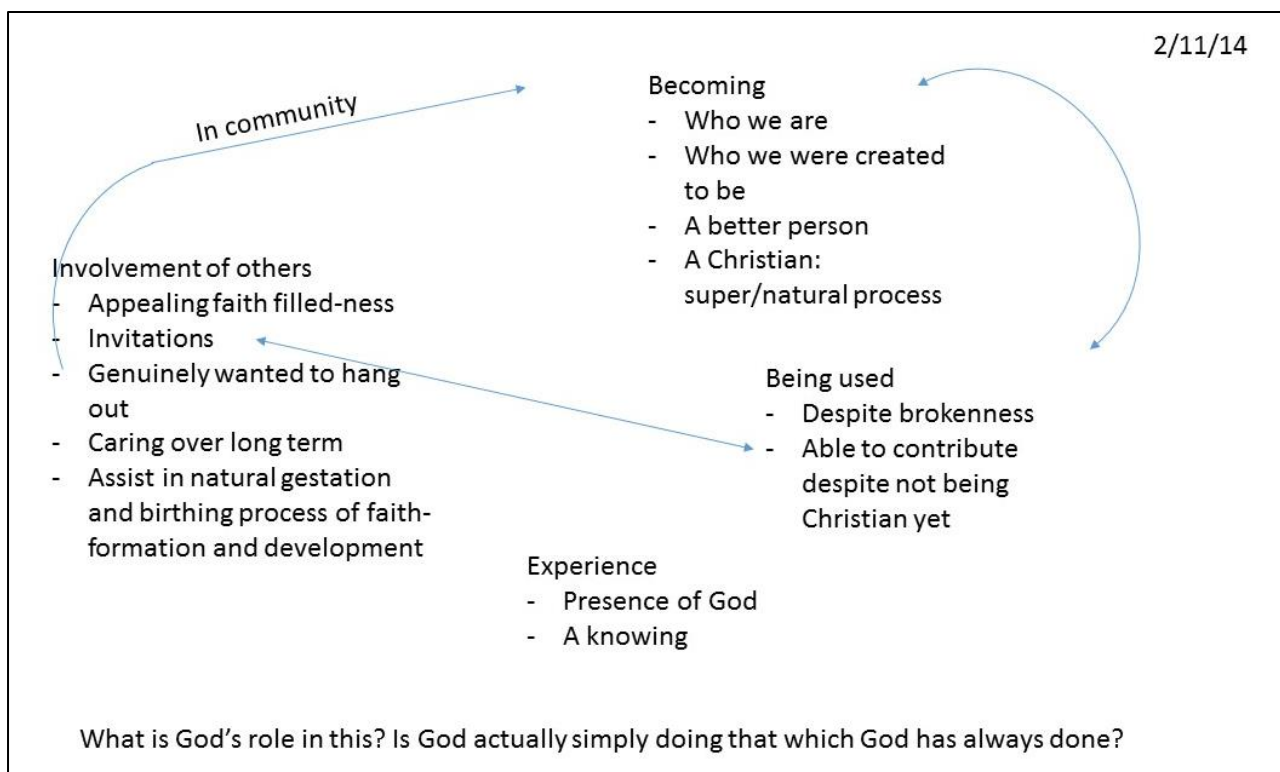 2/11/14
In community
Becoming
- Who we are
- Who we were created
to be
- A better person
- A Christian:
super/natural process
Involvement of others
- Appealing faith filled-ness
- Invitations
- Genuinely wanted to hang
out
- Caring over long term
- Assist in natural gestation
and birthing process of faith-
formation and development
Being used
- Despite brokenness
- Able to contribute
despite not being
Christian yet
Experience
- Presence of God
- A knowing
What is God’s role in this? Is God actually simply doing that which God has always done?